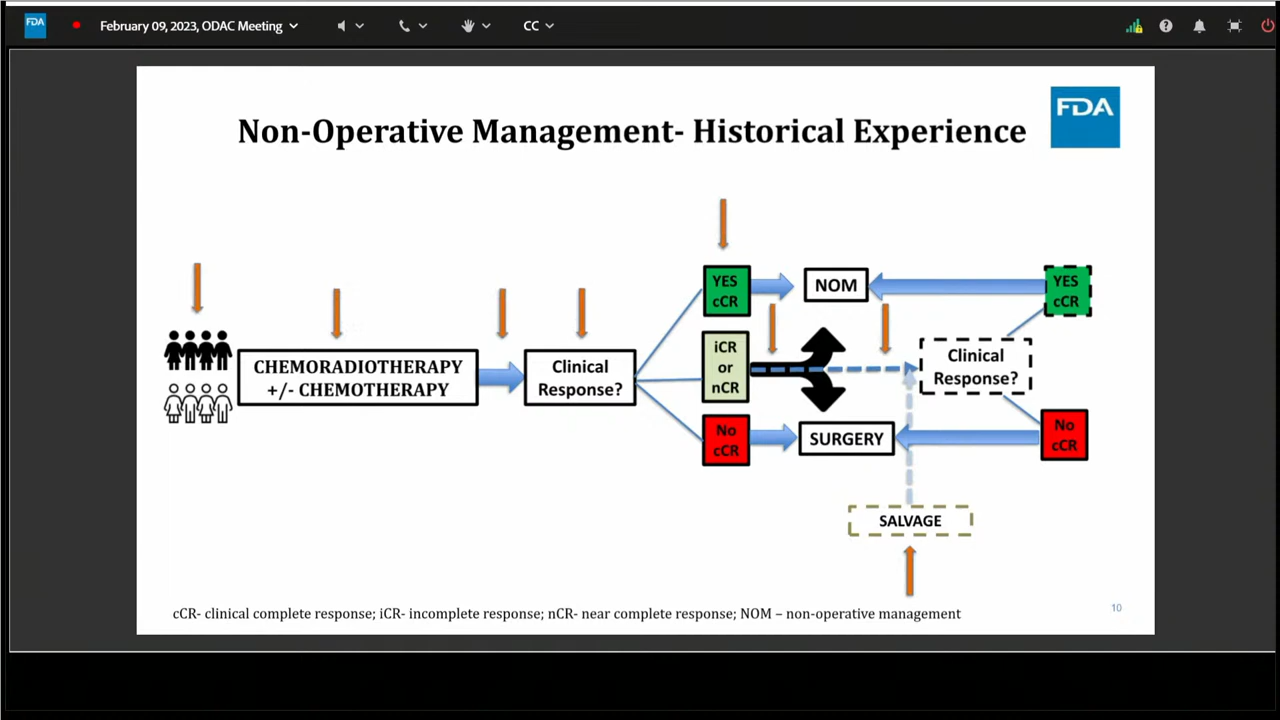 FDA
February 09, 2023, ODAC Meeting
CC
Non-Operative Management- Historical Experience
FDA
CHEMORADIOTHERAPY
+/- CHEMOTHERAPY
Clinical
Response?
YES
cCR
iCR
or
nCR
No
cCR
NOM
SURGERY
SALVAGE
Clinical
Response?
YES
cCR
No
cCR
cCR- clinical complete response; iCR- incomplete response; nCR- near complete response; NOM – non-operative management
10